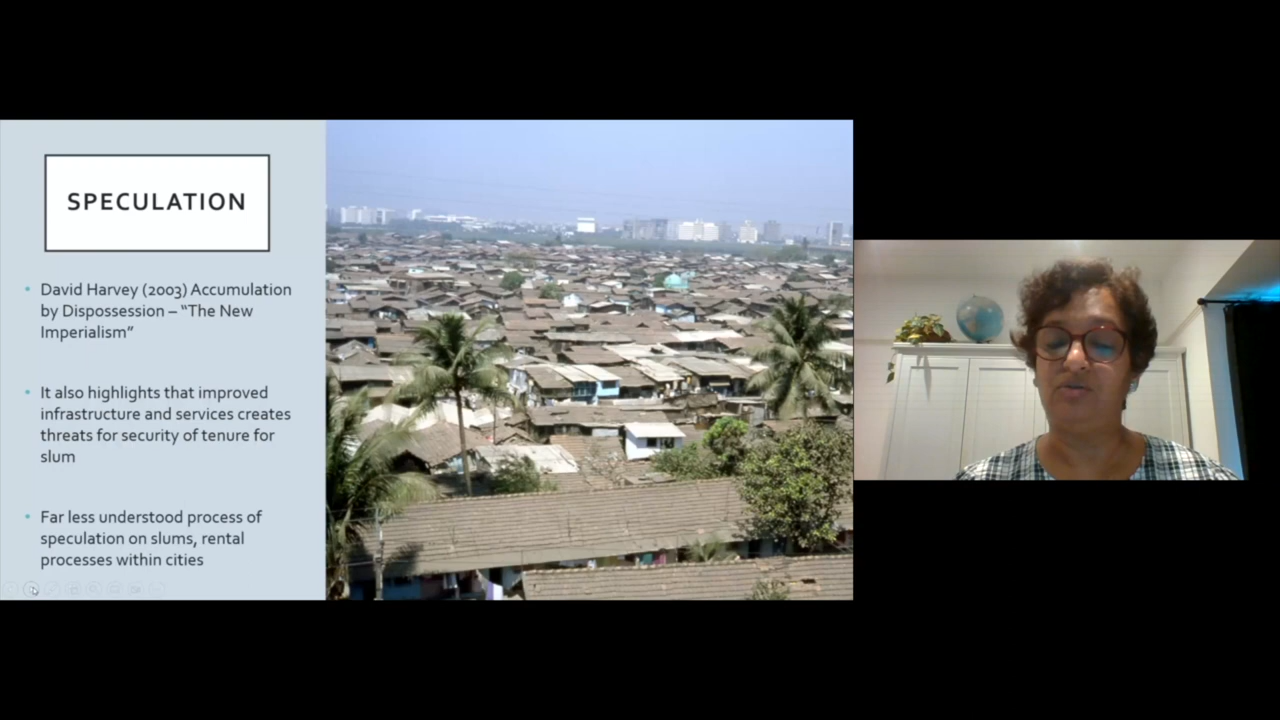 SPECULATION
David Harvey (2003) Accumulation
by Dispossession – “The New
Imperialism”
It also highlights that improved
infrastructure and services creates
threats for security of tenure for
slum
Far less understood process of
speculation on slums, rental
processes within cities